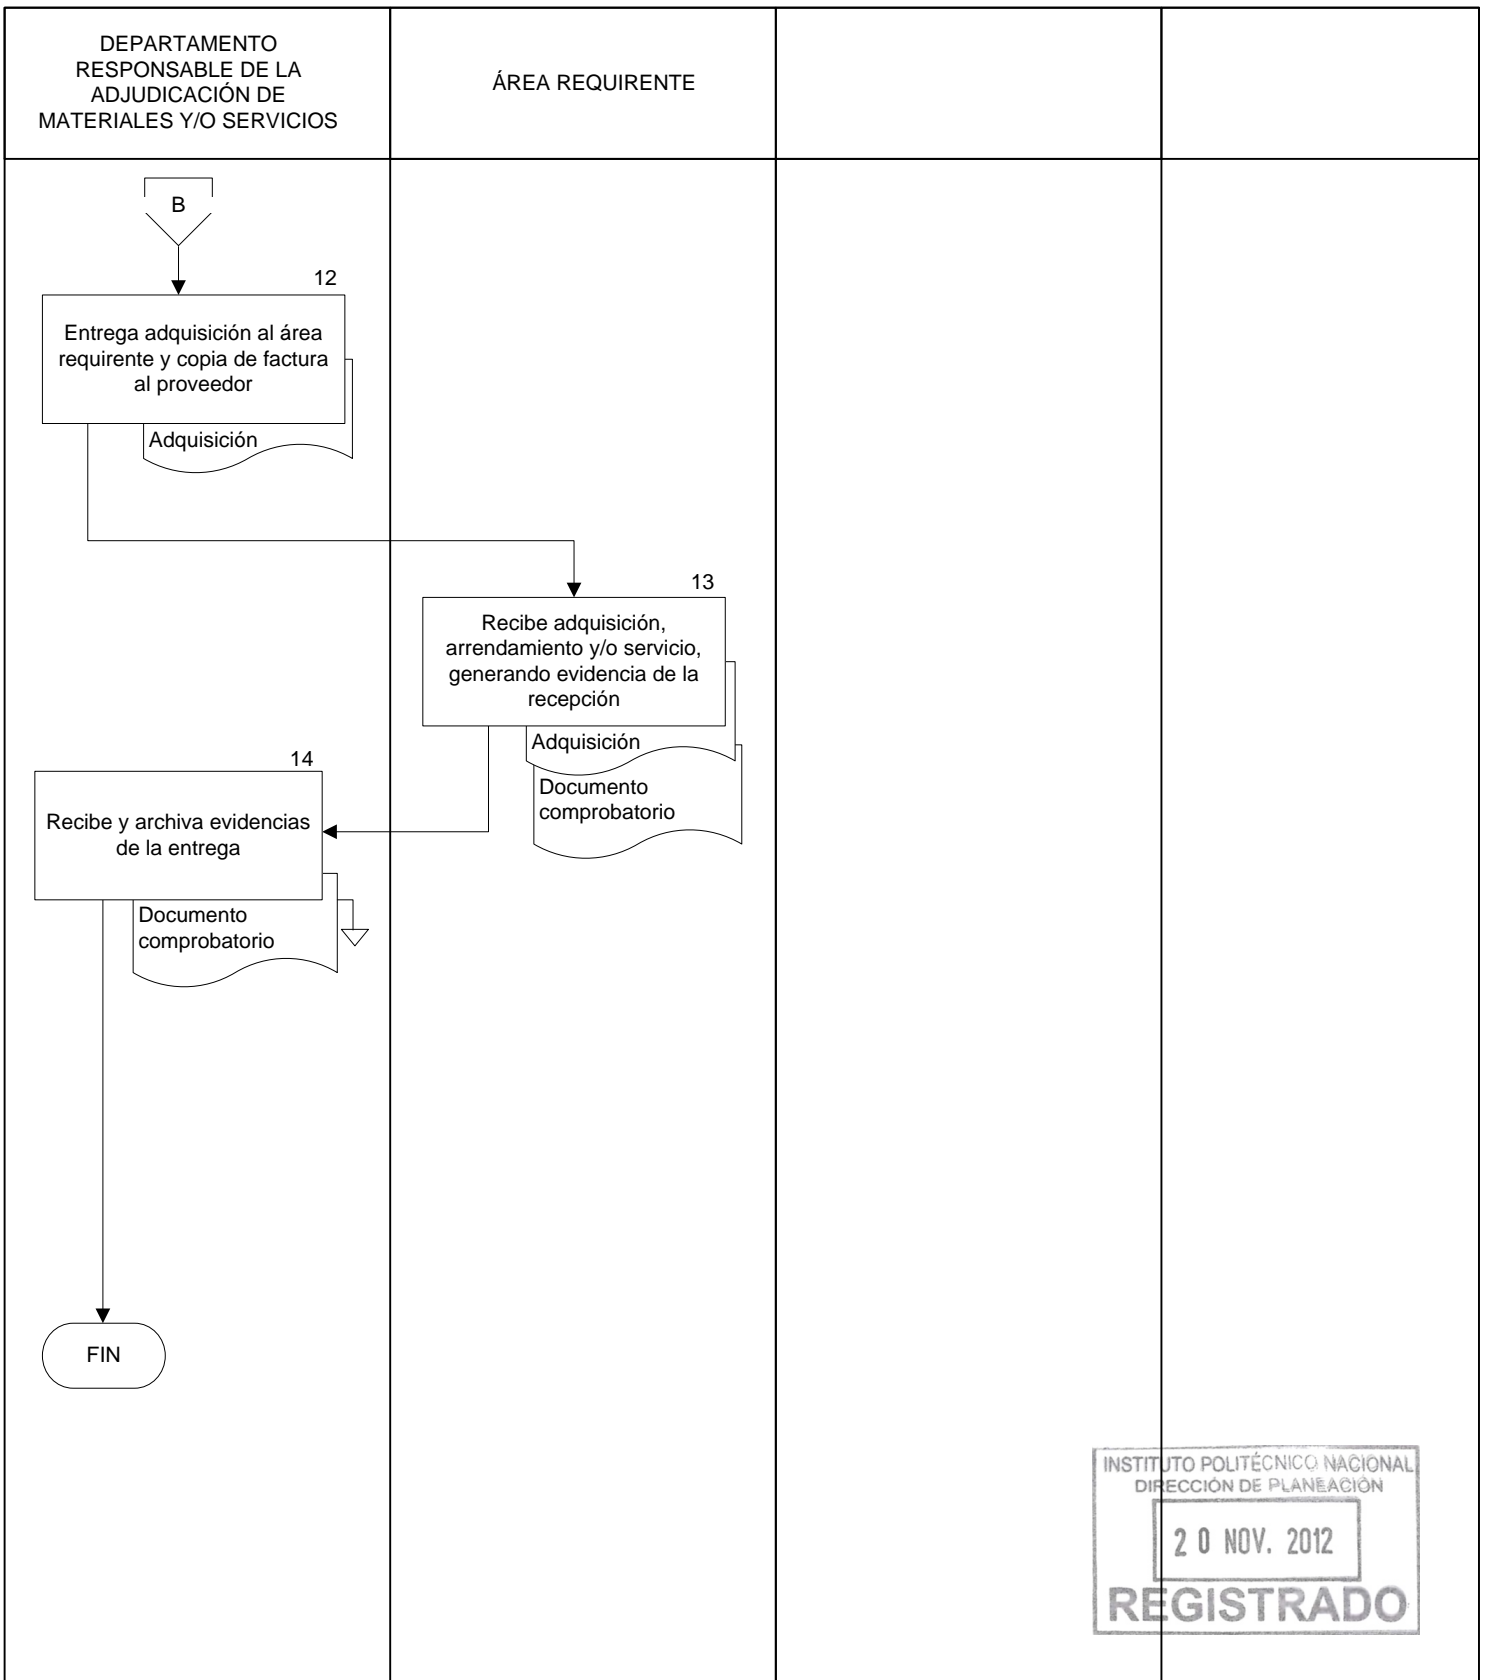 DEPARTAMENTO
RESPONSABLE DE LA
ADJUDICACIÓN DE
MATERIALES Y/O SERVICIOS
ÁREA REQUIRENTE
B
12
Entrega adquisición al área
requirente y copia de factura
al proveedor
Adquisición
13
Recibe adquisición,
arrendamiento y/o servicio,
generando evidencia de la
recepción
Adquisición
Documento
comprobatorio
14
Recibe y archiva evidencias
de la entrega
Documento
comprobatorio
FIN
INSTITUTO POLITÉCNICO NACIONAL
DIRECCIÓN DE PLANEACIÓN
20 NOV. 2012
REGISTRADO